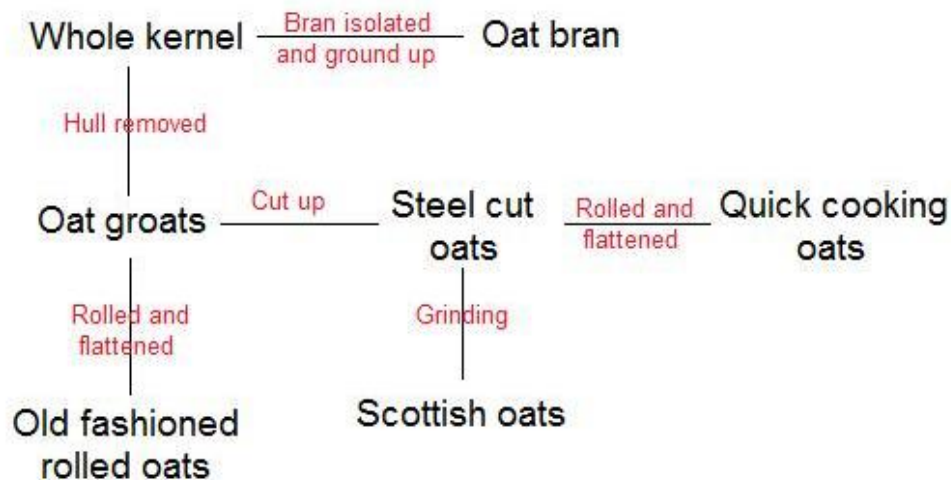 Whole kernel
Bran isolated
and ground up
Oat bran
Hull removed
Oat groats
Cut up
Steel cut
oats
Rolled and
flattened
Quick cooking
oats
Rolled and
flattened
Grinding
Old fashioned
rolled oats
Scottish oats